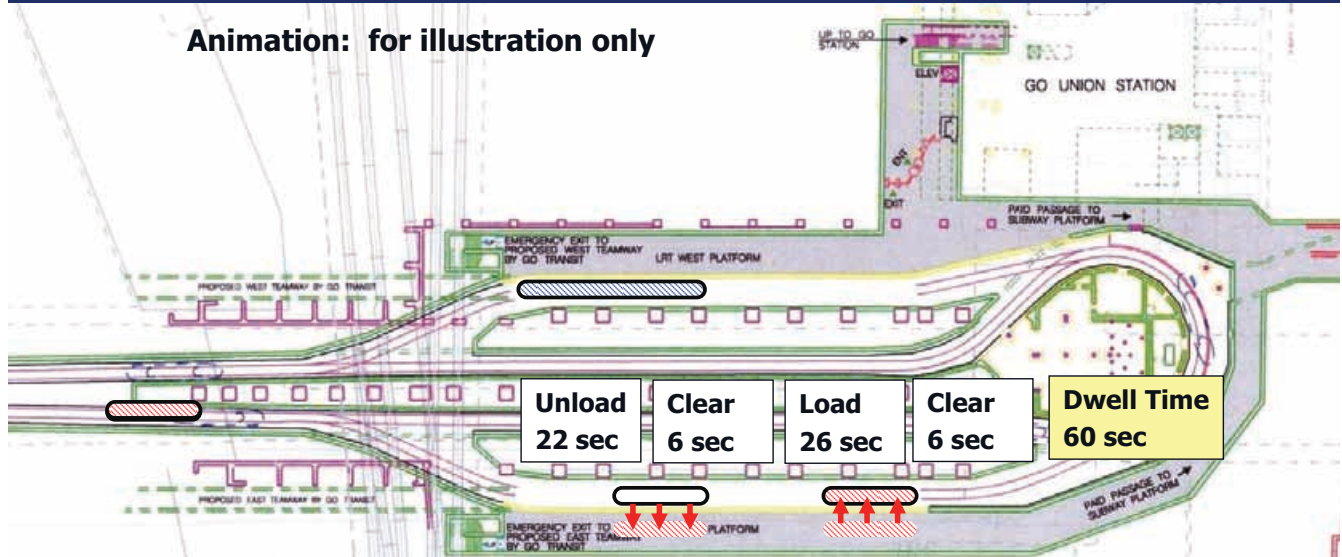 Animation:  for illustration only
UP TO GO
STATION
ELEV
GO UNION STATION
ENT
EXIT
PAID PASSAGE TO
SUBWAY PLATFORM
EMERGENCY EXIT TO
PROPOSED WEST TEAMWAY
BY GO TRANSIT
LRT WEST PLATFORM
PROPOSED WEST TEAMWAY BY GO TRANSIT
Unload
22 sec
Clear
6 sec
Load
26 sec
Clear
6 sec
Dwell Time
60 sec
PROPOSED EAST TEAMWAY BY GO TRANSIT
EMERGENCY EXIT TO
PROPOSED EAST TEAMWAY
BY GO TRANSIT
PLATFORM
PAID PASSAGE TO
SUBWAY PLATFORM